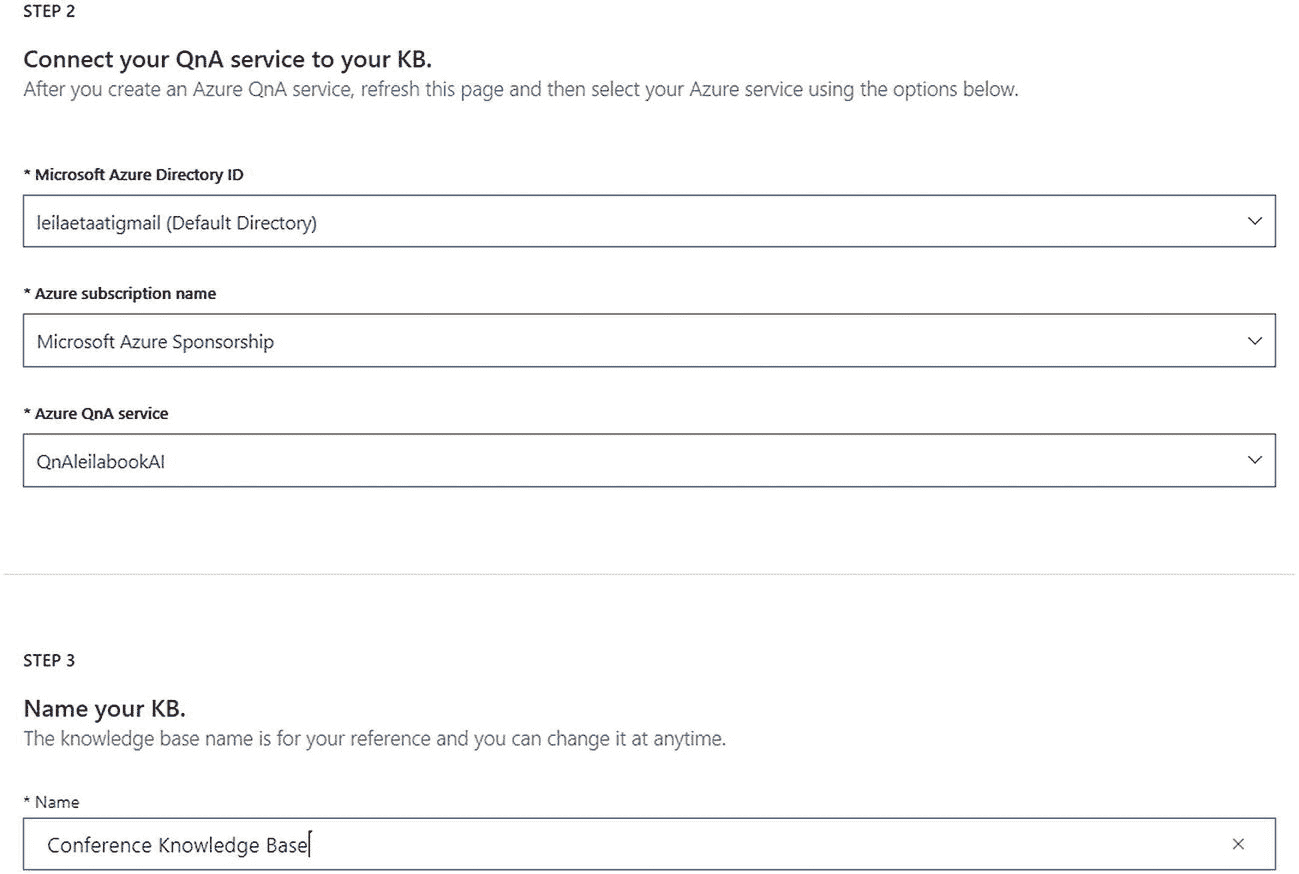 STEP 2
Connect your QnA service to your KB.
After you create an Azure QnA service, refresh this page and then select your Azure service using the options below.
* Microsoft Azure Directory ID
leilaetaatigmail (Default Directory)
* Azure subscription name
Microsoft Azure Sponsorship
* Azure QnA service
QnAleilabookAI
STEP 3
Name your KB.
The knowledge base name is for your reference and you can change it at anytime.
* Name
Conference Knowledge Base